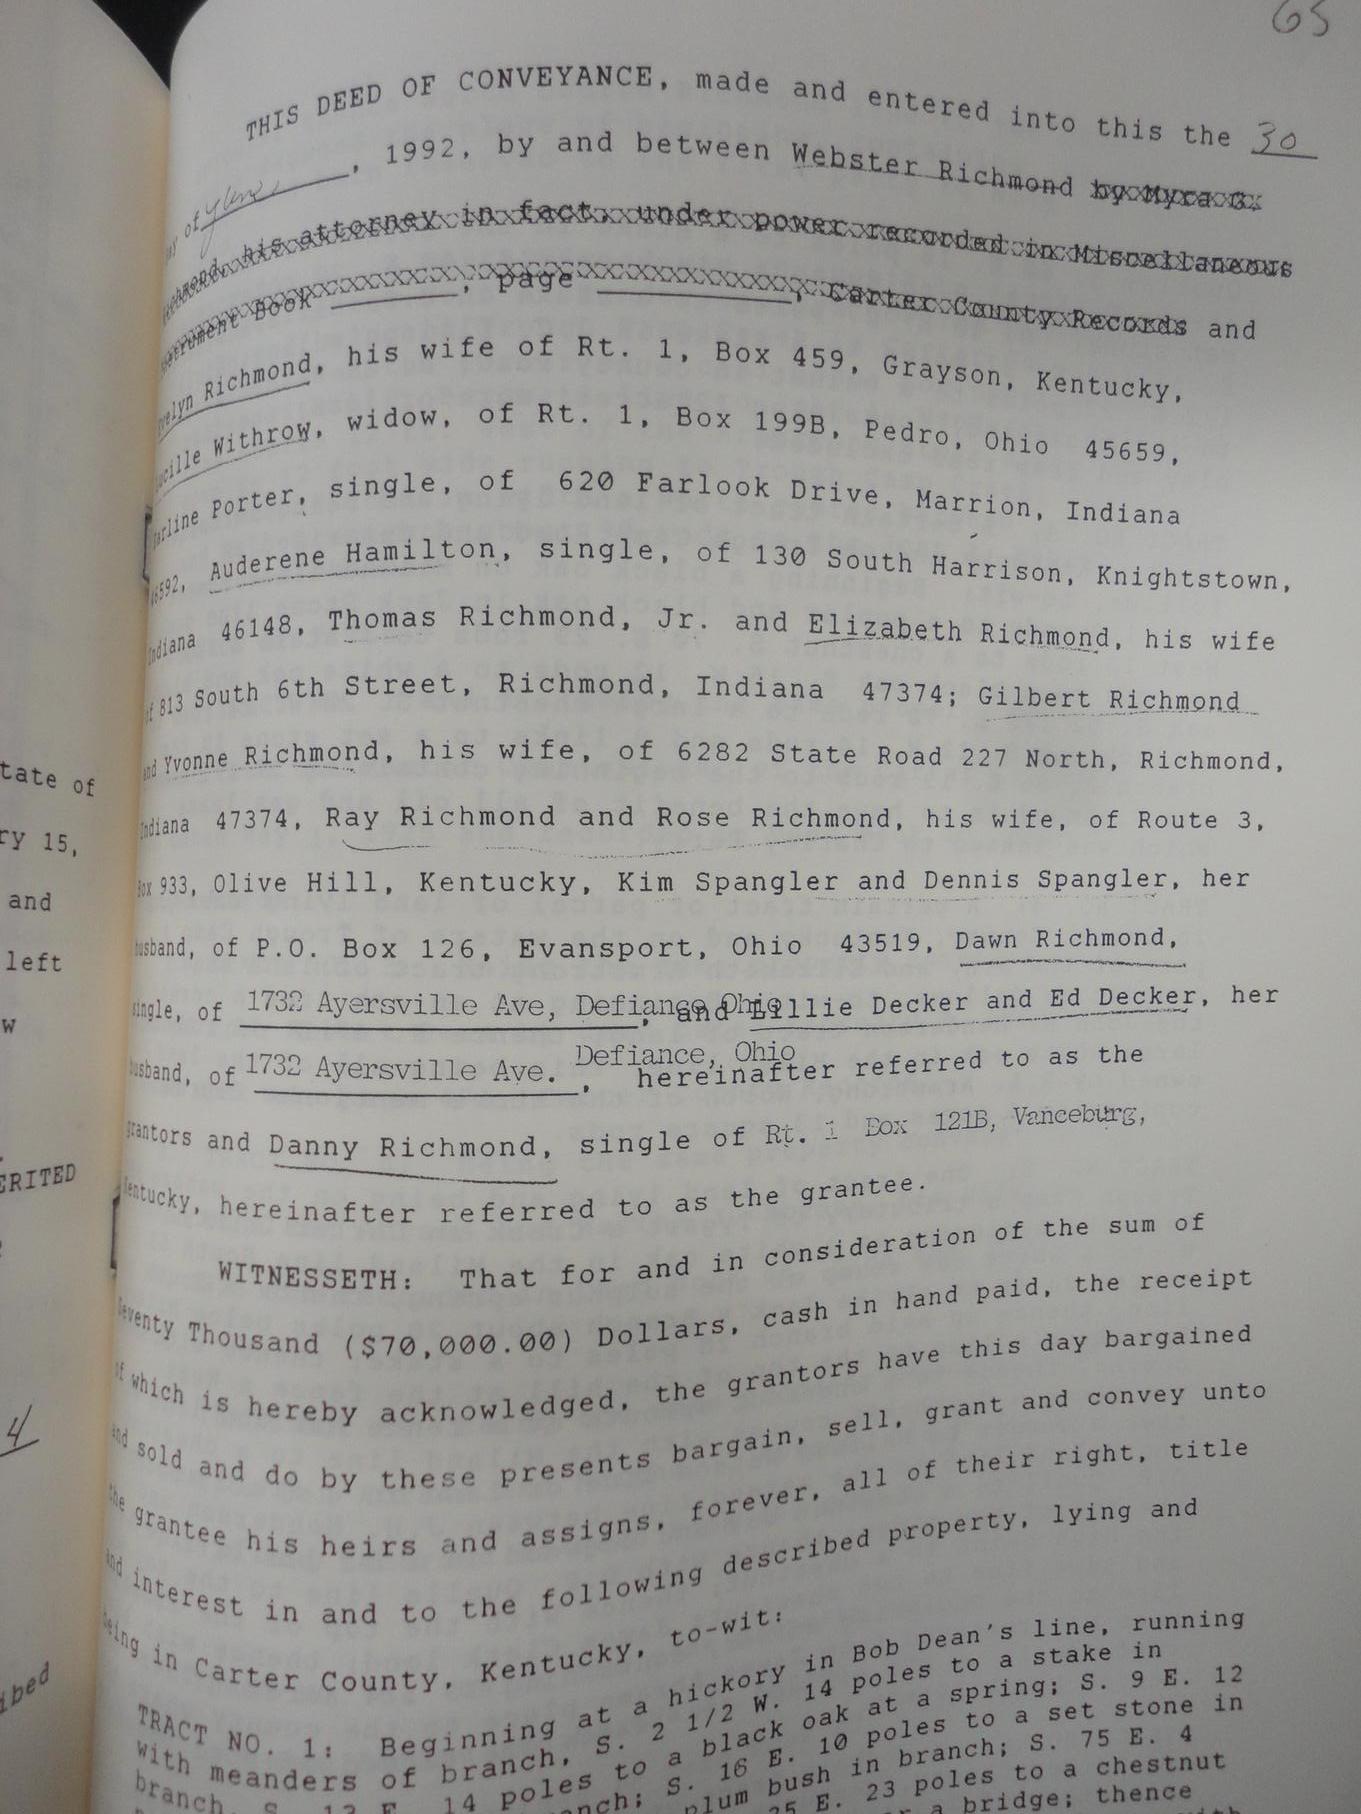 65
THIS DEED OF CONVEYANCE, made and entered into this the 30
of, 1992, by and between Webster Richmond by Myra G.
his attorney in fact, under power recorded in Miscellaneous
Book , page , Carter County Records and
Richmond, his wife of Rt. 1, Box 459, Grayson, Kentucky,
Withrow, widow, of Rt. 1, Box 199B, Pedro, Ohio 45659,
Porter, single, of 620 Farlook Drive, Marrion, Indiana
Auderene Hamilton, single, of 130 South Harrison, Knightstown,
Indiana 46148, Thomas Richmond, Jr. and Elizabeth Richmond, his wife
of 813 South 6th Street, Richmond, Indiana 47374; Gilbert Richmond
and Yvonne Richmond, his wife, of 6282 State Road 227 North, Richmond,
Indiana 47374, Ray Richmond and Rose Richmond, his wife, of Route 3,
Box 933, Olive Hill, Kentucky, Kim Spangler and Dennis Spangler, her
husband, of P.O. Box 126, Evansport, Ohio 43519, Dawn Richmond,
single, of 1732 Ayersville Ave, Defiance, Ohio, and Lillie Decker and Ed Decker, her
husband, of 1732 Ayersville Ave. Defiance, Ohio, hereinafter referred to as the
grantors and Danny Richmond, single of Rt. 1 Box 121B, Vanceburg,
Kentucky, hereinafter referred to as the grantee.
WITNESSETH: That for and in consideration of the sum of
Seventy Thousand ($70,000.00) Dollars, cash in hand paid, the receipt
of which is hereby acknowledged, the grantors have this day bargained
and sold and do by these presents bargain, sell, grant and convey unto
the grantee his heirs and assigns, forever, all of their right, title
and interest in and to the following described property, lying and
being in Carter County, Kentucky, to-wit:
TRACT NO. 1: Beginning at a hickory in Bob Dean's line, running
with meanders of branch, S. 2 1/2 W. 14 poles to a stake in
branch, S. E. 14 poles to a black oak at a spring; S. 9 E. 12
S. 16 E. 10 poles to a set stone in
plum bush in branch; S. 75 E. 4
E. 23 poles to a chestnut
a bridge; thence
tate of
ry 15,
and
left
w
ERITED
4
ibed